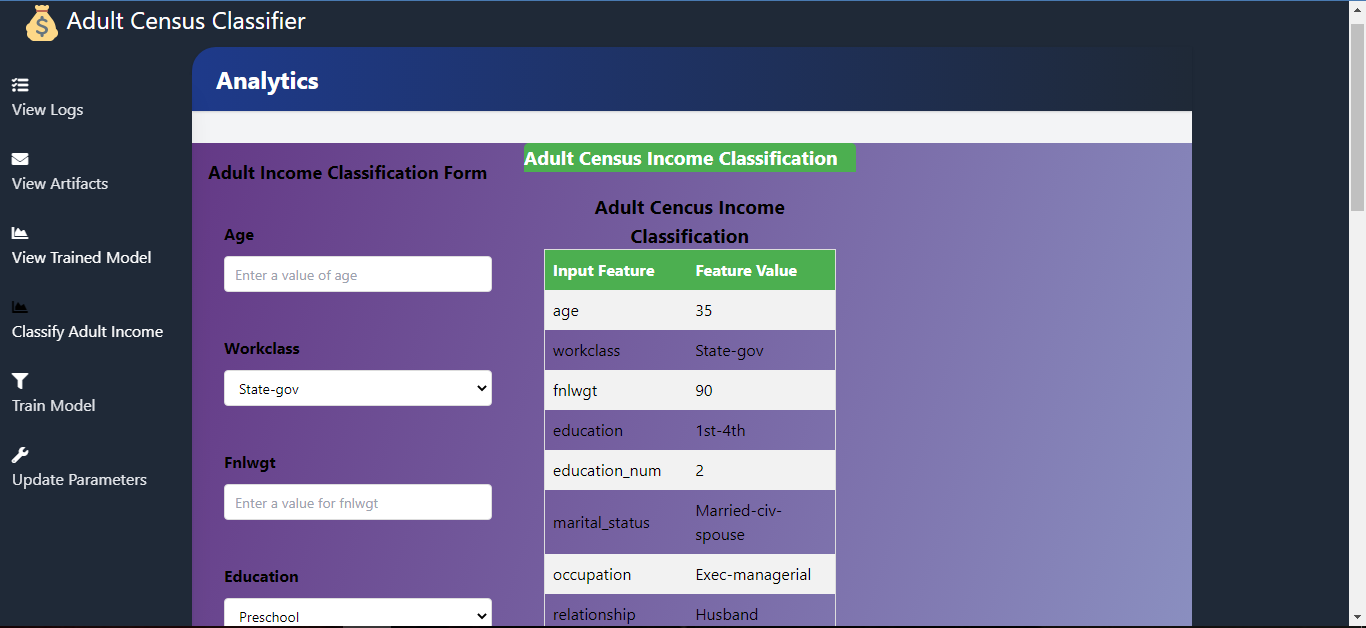 Adult Census Classifier
View Logs
View Artifacts
View Trained Model
Classify Adult Income
Train Model
Update Parameters
Analytics
Adult Income Classification Form
Age
Enter a value of age
Workclass
State-gov
Fnlwgt
Enter a value for fnlwgt
Education
Preschool
Adult Census Income Classification
Adult Cencus Income
Classification
Input Feature Feature Value
age 35
workclass State-gov
fnlwgt 90
education 1st-4th
education_num 2
marital_status Married-civ-
spouse
occupation Exec-managerial
relationship Husband